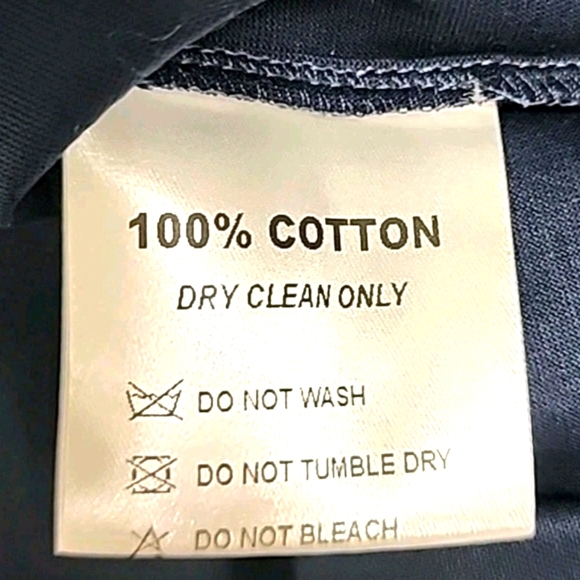 100% COTTON
DRY CLEAN ONLY
DO NOT WASH
DO NOT TUMBLE DRY
DO NOT BLEACH